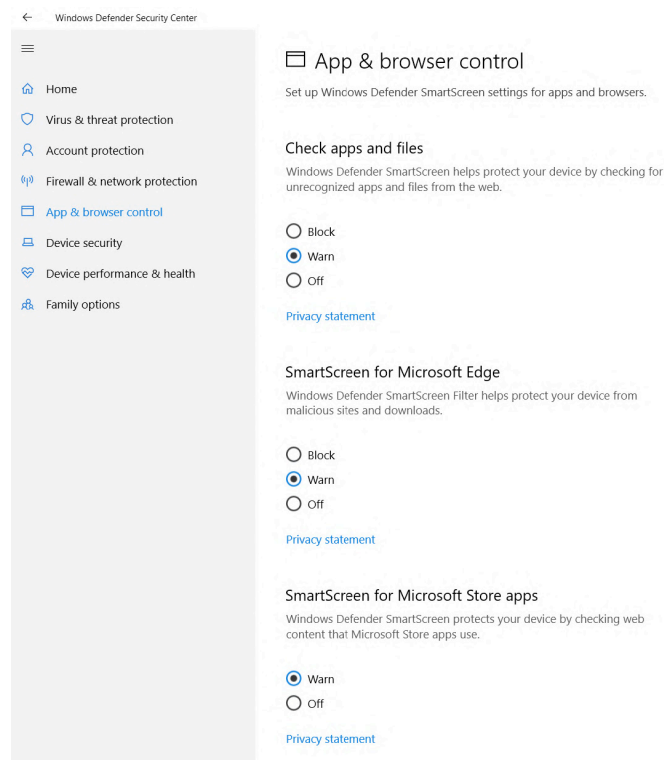 Windows Defender Security Center
Home
Virus & threat protection
Account protection
Firewall & network protection
App & browser control
Device security
Device performance & health
Family options
App & browser control
Set up Windows Defender SmartScreen settings for apps and browsers.
Check apps and files
Windows Defender SmartScreen helps protect your device by checking for
unrecognized apps and files from the web.
Block
Warn
Off
Privacy statement
SmartScreen for Microsoft Edge
Windows Defender SmartScreen Filter helps protect your device from
malicious sites and downloads.
Block
Warn
Off
Privacy statement
SmartScreen for Microsoft Store apps
Windows Defender SmartScreen protects your device by checking web
content that Microsoft Store apps use.
Warn
Off
Privacy statement